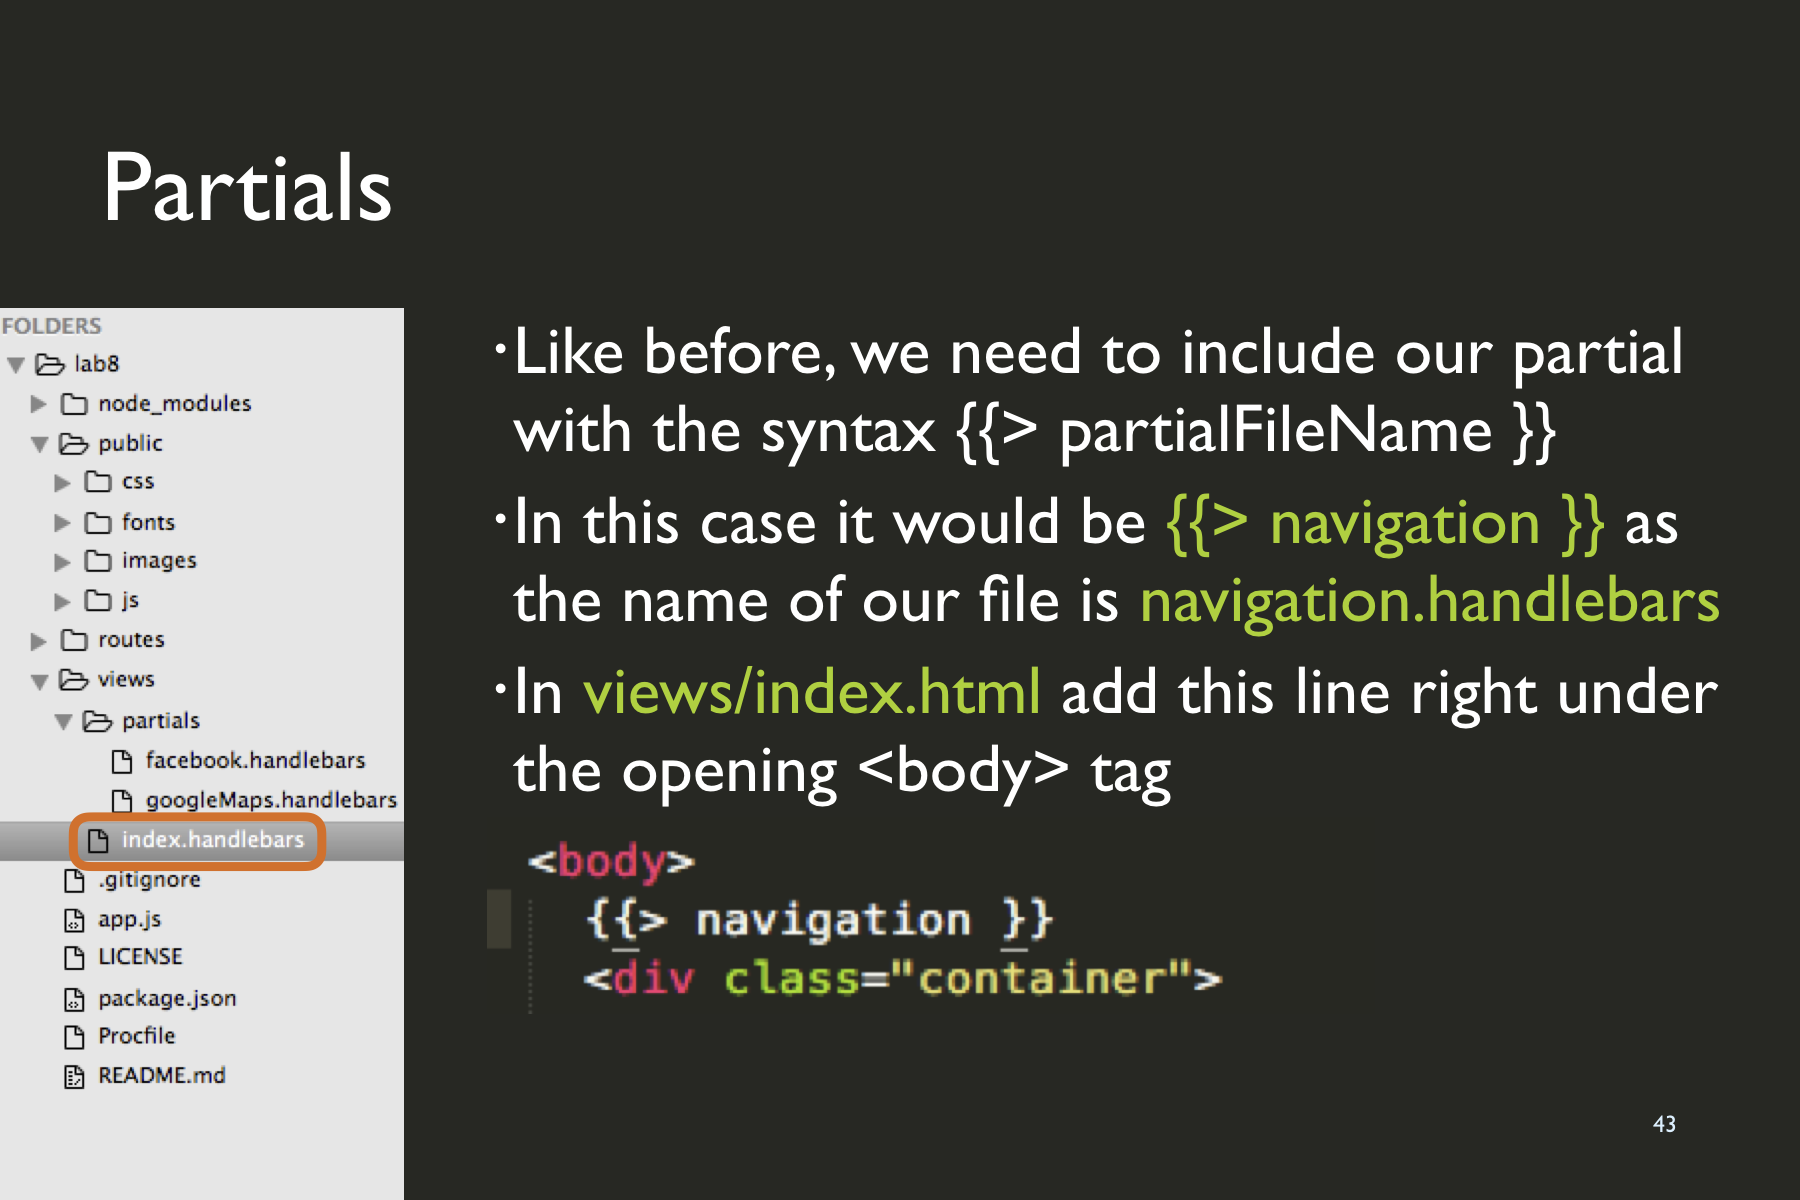 Partials
FOLDERS
lab8
node_modules
public
css
fonts
images
js
routes
views
partials
facebook.handlebars
googleMaps.handlebars
index.handlebars
.gitignore
app.js
LICENSE
package.json
Procfile
README.md
•Like before, we need to include our partial
with the syntax {{> partialFileName }}
•In this case it would be {{> navigation }} as
the name of our file is navigation.handlebars
•In views/index.html add this line right under
the opening <body> tag
<body>
{{> navigation }}
<div class="container">
43